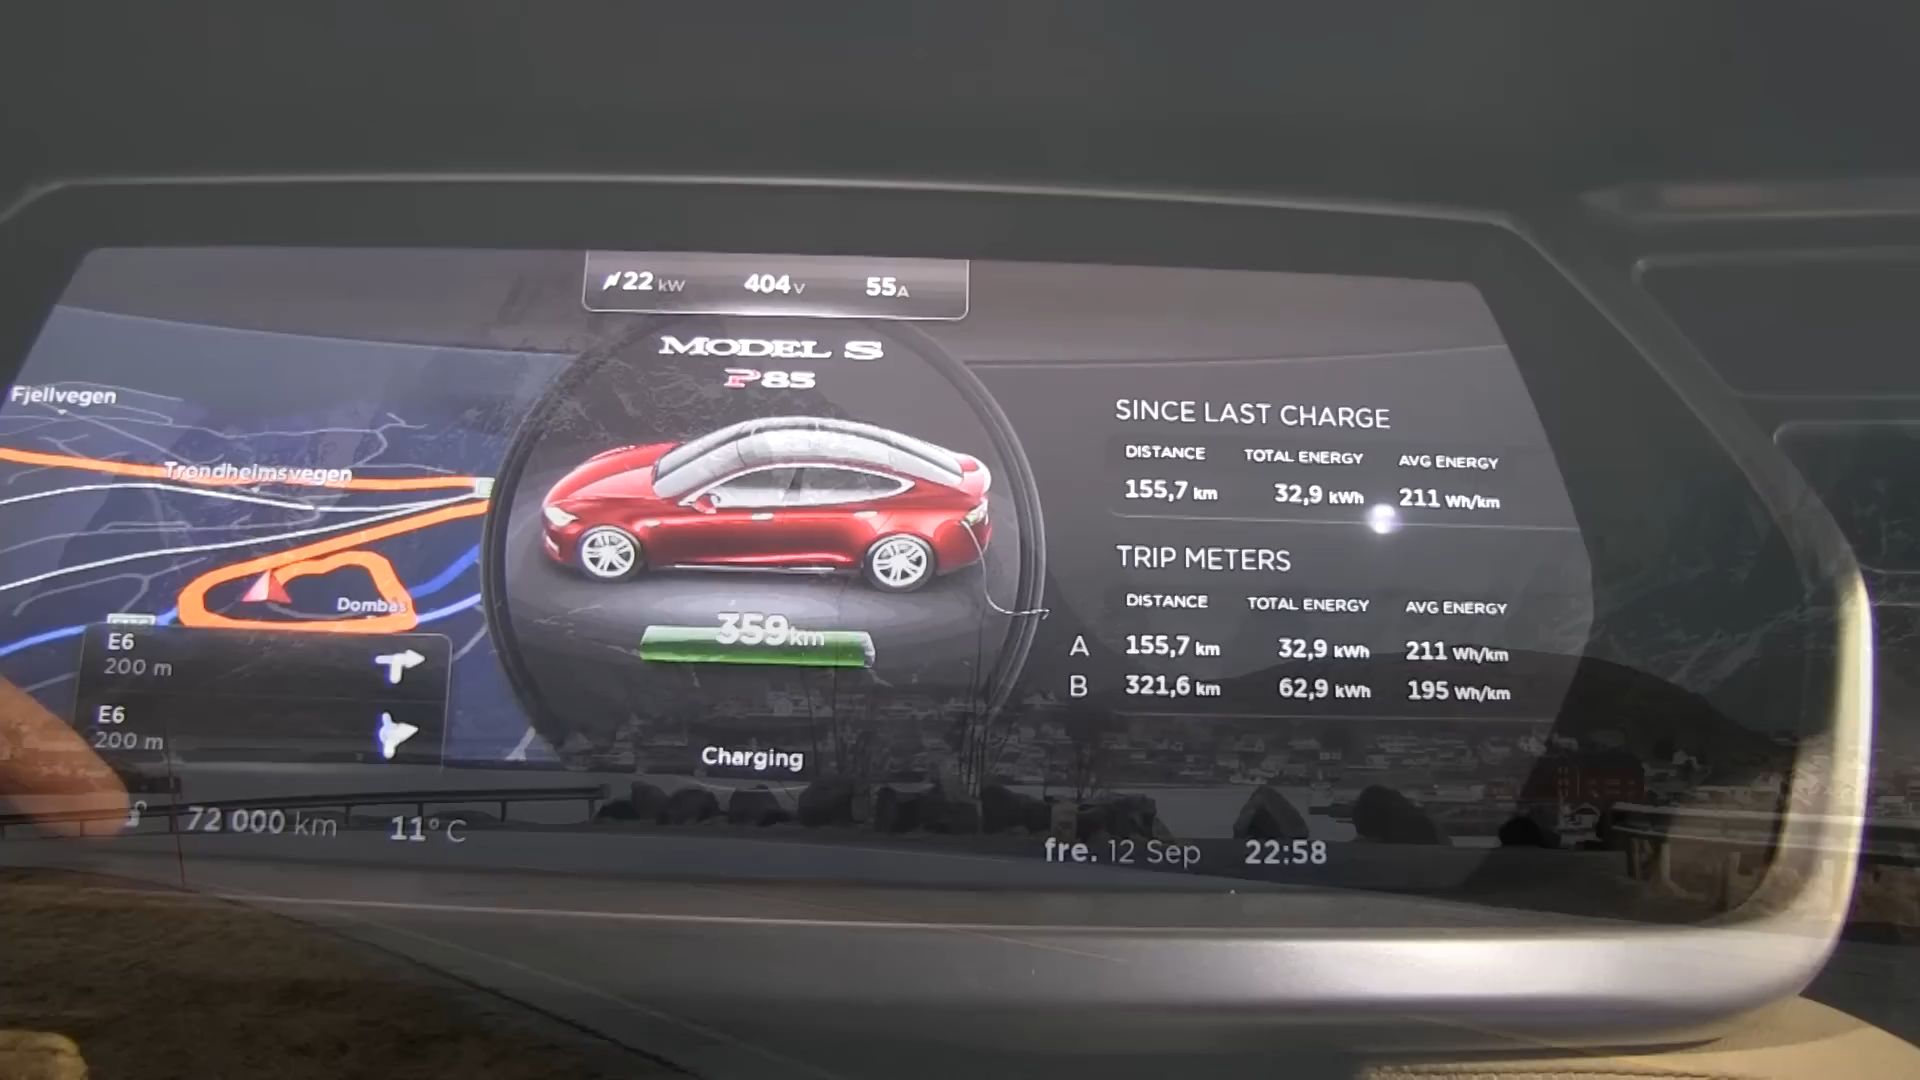 22 kW 404 V 55 A
MODEL S
P85
Fjellvegen
Trondheimsvegen
Dombås
E6
200 m
E6
200 m
359 km
Charging
SINCE LAST CHARGE
DISTANCE TOTAL ENERGY AVG ENERGY
155,7 km 32,9 kWh 211 Wh/km
TRIP METERS
DISTANCE TOTAL ENERGY AVG ENERGY
A 155,7 km 32,9 kWh 211 Wh/km
B 321,6 km 62,9 kWh 195 Wh/km
72 000 km 11° C
fre. 12 Sep 22:58